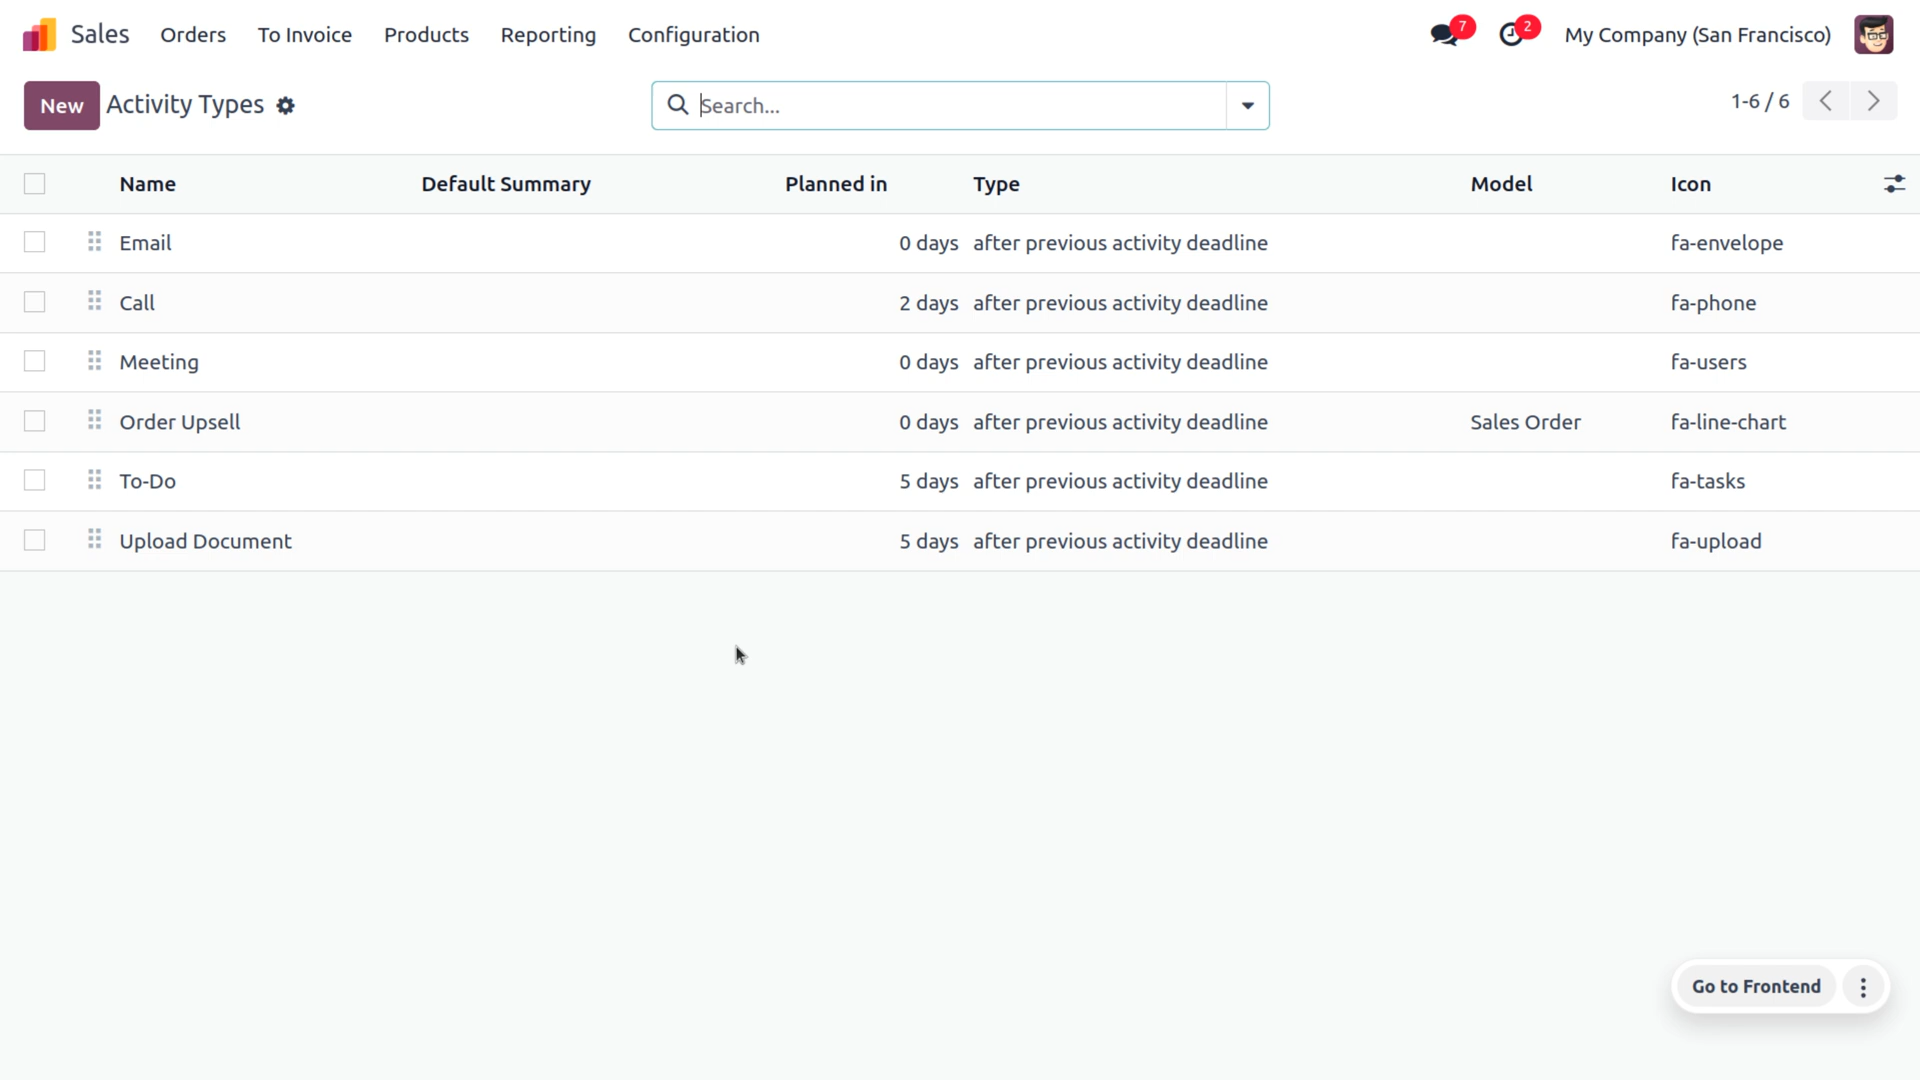 Sales Orders To Invoice Products Reporting Configuration 7 2 My Company (San Francisco)
New Activity Types Search... 1-6 / 6
Name Default Summary Planned in Type Model Icon
Email 0 days after previous activity deadline fa-envelope
Call 2 days after previous activity deadline fa-phone
Meeting 0 days after previous activity deadline fa-users
Order Upsell 0 days after previous activity deadline Sales Order fa-line-chart
To-Do 5 days after previous activity deadline fa-tasks
Upload Document 5 days after previous activity deadline fa-upload
Go to Frontend